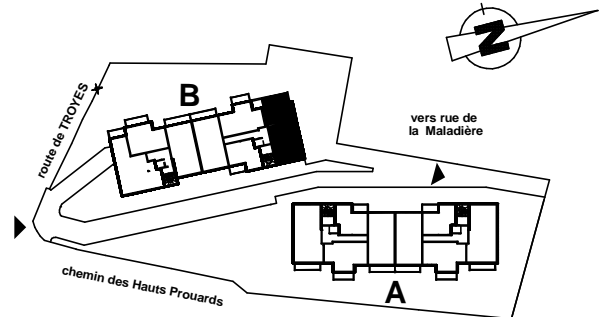 N
B
route de TROYES
vers rue de
la Maladière
chemin des Hauts Prouards
A